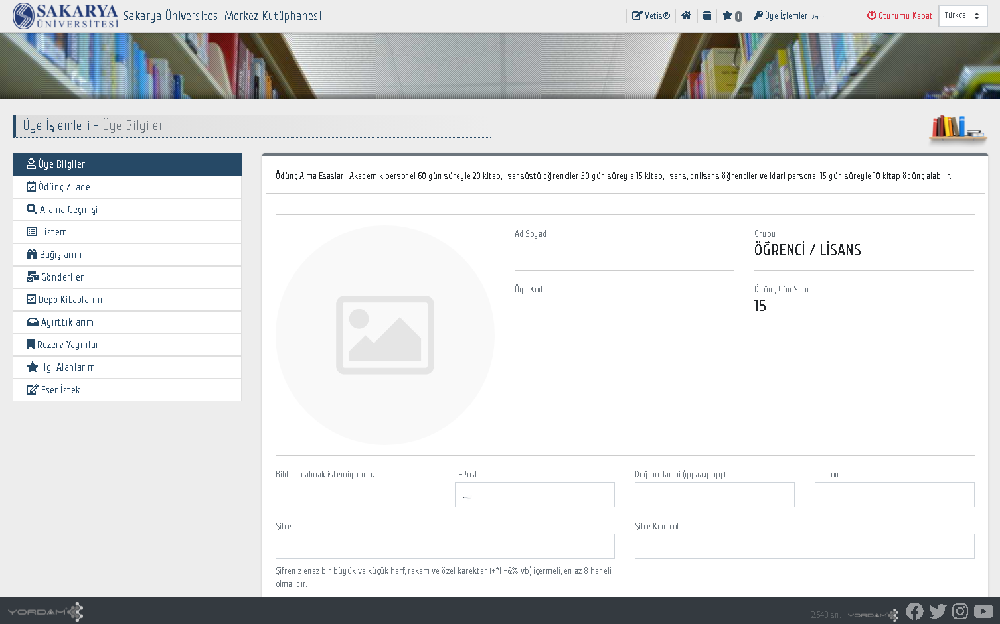 SAKARYA
ÜNİVERSİTESİ
Sakarya Üniversitesi Merkez Kütüphanesi
Vetis®
1
Üye İşlemleri
Oturumu Kapat
Türkçe
Üye İşlemleri - Üye Bilgileri
Üye Bilgileri
Ödünç / İade
Arama Geçmişi
Listem
Bağışlarım
Gönderiler
Depo Kitaplarım
Ayırttıklarım
Rezerv Yayınlar
İlgi Alanlarım
Eser İstek
Ödünç Alma Esasları; Akademik personel 60 gün süreyle 20 kitap, lisansüstü öğrenciler 30 gün süreyle 15 kitap, lisans, önlisans öğrenciler ve idari personel 15 gün süreyle 10 kitap ödünç alabilir.
Ad Soyad
Grubu
ÖĞRENCİ / LİSANS
Üye Kodu
Ödünç Gün Sınırı
15
Bildirim almak istemiyorum.
e-Posta
Doğum Tarihi (gg.aa.yyyy)
Telefon
Şifre
Şifre Kontrol
Şifreniz enaz bir büyük ve küçük harf, rakam ve özel karekter (+*!_-&% vb) içermeli, en az 8 haneli
olmalıdır.
YORDAM
2.649 sn.
YORDAM